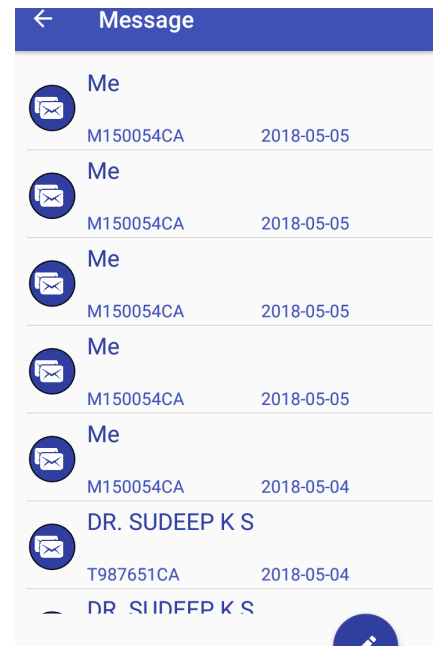 Message
Me
M150054CA 2018-05-05
Me
M150054CA 2018-05-05
Me
M150054CA 2018-05-05
Me
M150054CA 2018-05-05
Me
M150054CA 2018-05-04
DR. SUDEEP K S
T987651CA 2018-05-04
DR. SUDEEP K S